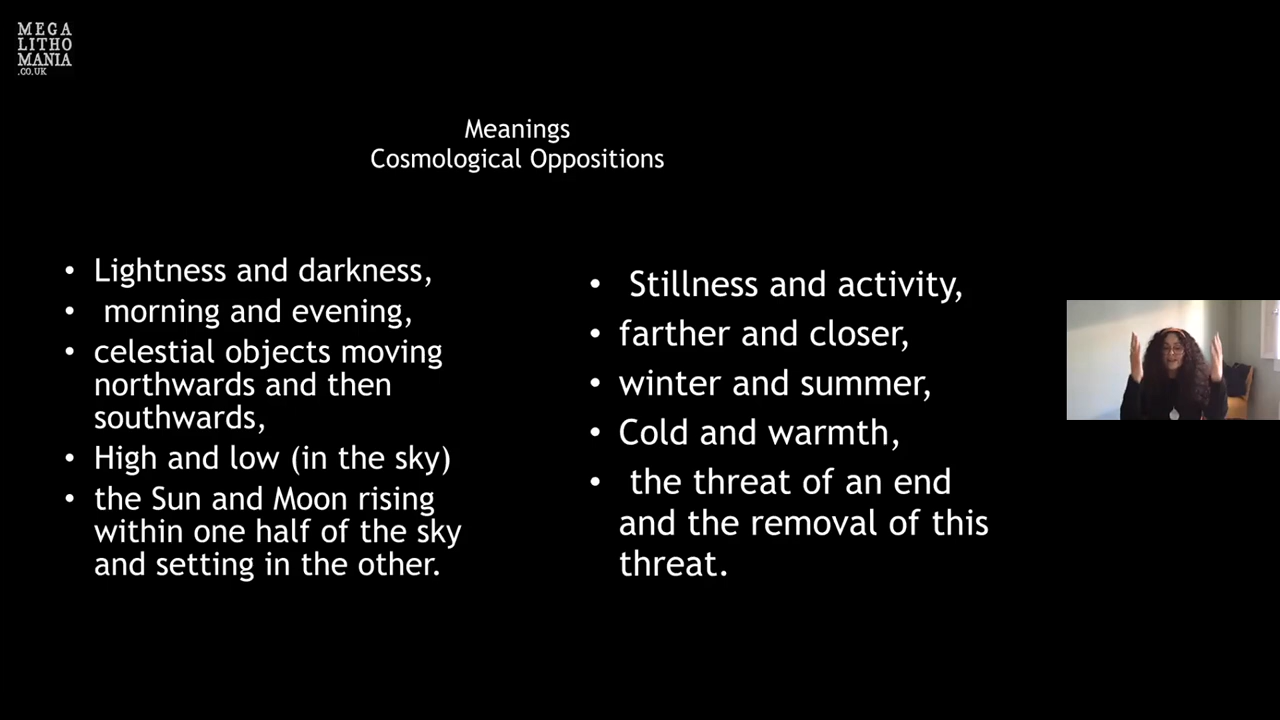 MEGA
LITHO
MANIA
.CO.UK
Meanings
Cosmological Oppositions
• Lightness and darkness,
• morning and evening,
• celestial objects moving
northwards and then
southwards,
• High and low (in the sky)
• the Sun and Moon rising
within one half of the sky
and setting in the other.
• Stillness and activity,
• farther and closer,
• winter and summer,
• Cold and warmth,
• the threat of an end
and the removal of this
threat.